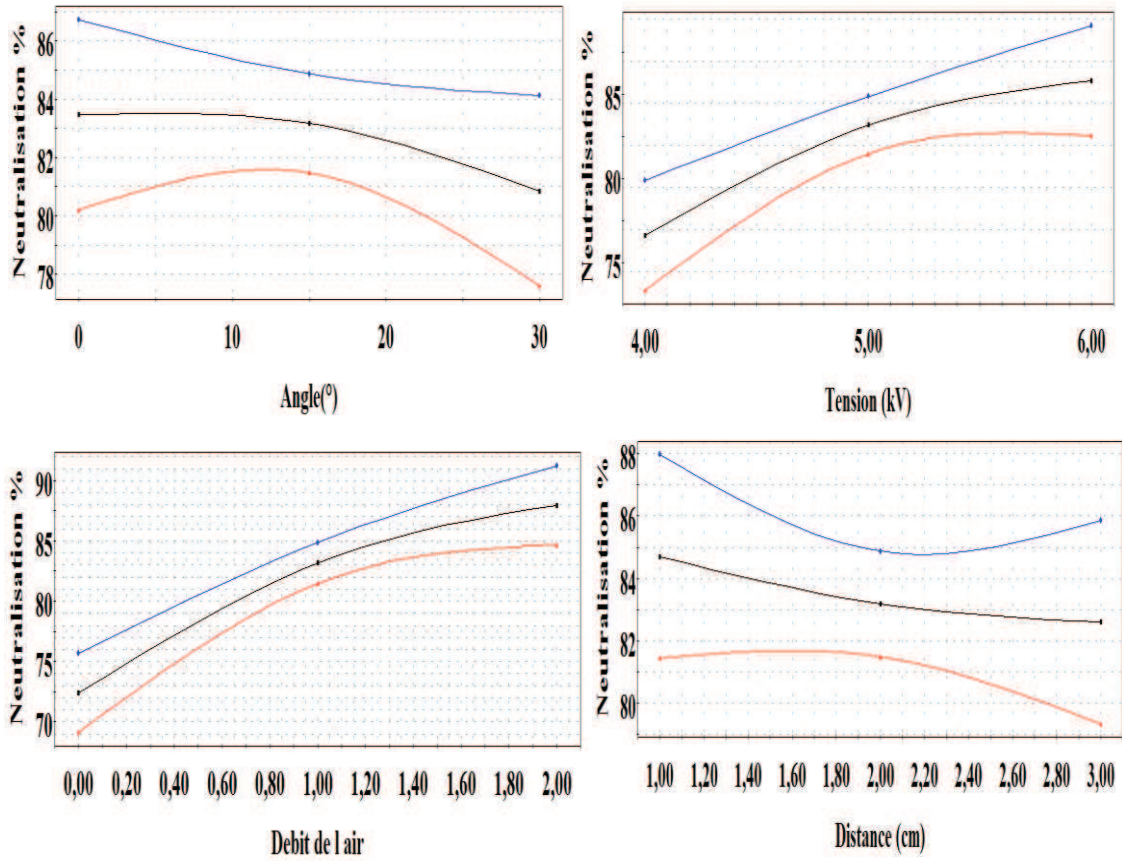 Neutralisation %
86
84
82
80
78
0 10 20 30
Angle(°)
Neutralisation %
85
80
75
4,00 5,00 6,00
Tension (kV)
Neutralisation %
90
85
80
75
70
0,00 0,20 0,40 0,60 0,80 1,00 1,20 1,40 1,60 1,80 2,00
Debit de l air
Neutralisation %
88
86
84
82
80
1,00 1,20 1,40 1,60 1,80 2,00 2,20 2,40 2,60 2,80 3,00
Distance (cm)